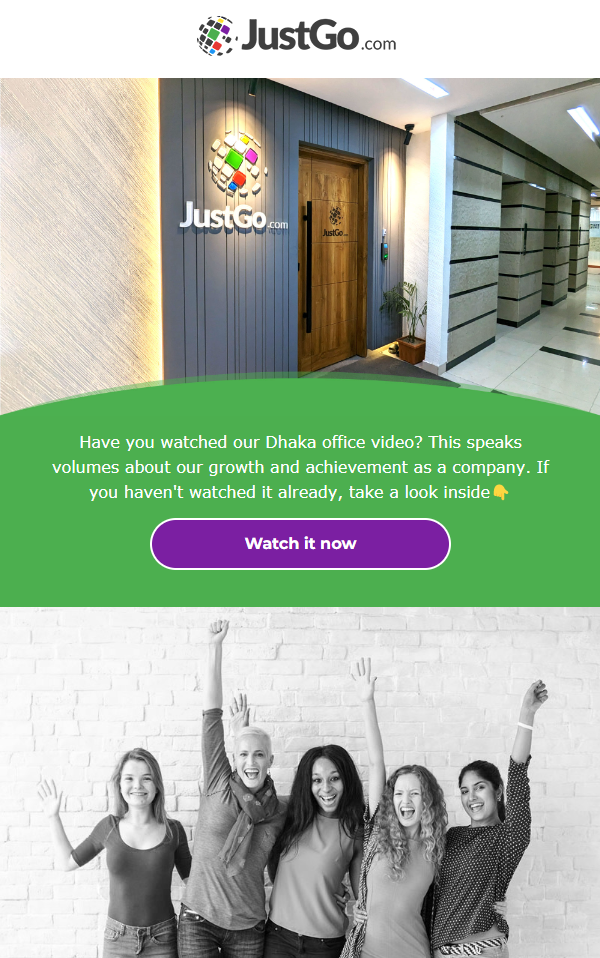 JustGo.com
JustGo.com
JustGo
Have you watched our Dhaka office video? This speaks
volumes about our growth and achievement as a company. If
you haven't watched it already, take a look inside👇
Watch it now